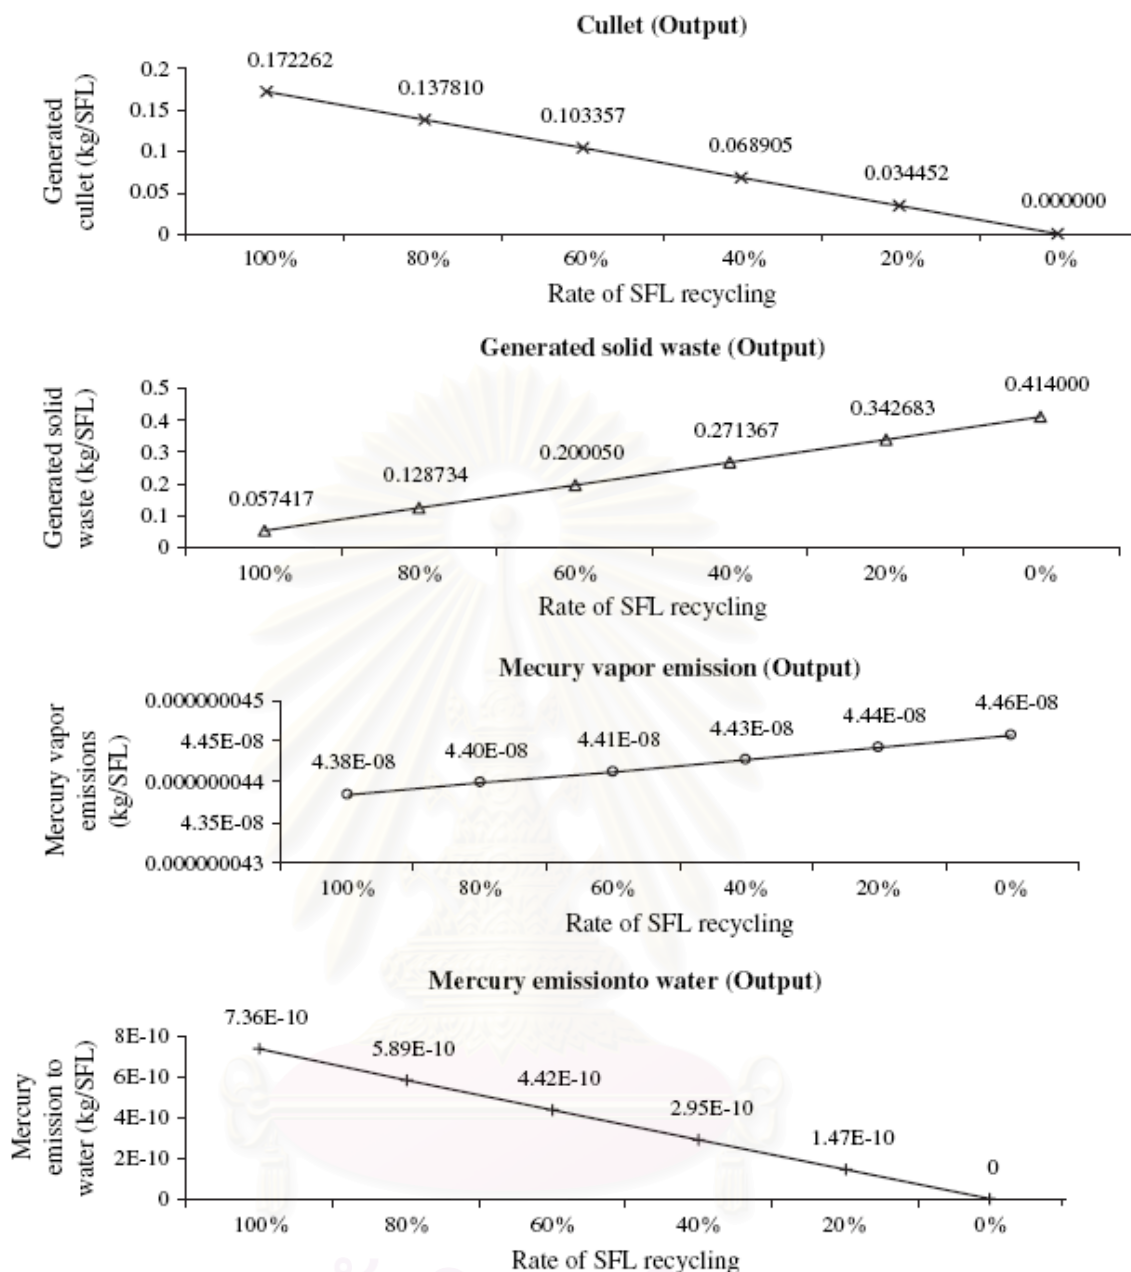 Cullet (Output)
Generated
cullet (kg/SFL)
0.2
0.15
0.1
0.05
0
0.172262
0.137810
0.103357
0.068905
0.034452
0.000000
100%
80%
60%
40%
20%
0%
Rate of SFL recycling
Generated solid waste (Output)
Generated solid
waste (kg/SFL)
0.5
0.4
0.3
0.2
0.1
0
0.057417
0.128734
0.200050
0.271367
0.342683
0.414000
100%
80%
60%
40%
20%
0%
Rate of SFL recycling
Mecury vapor emission (Output)
Mercury vapor
emissions
(kg/SFL)
0.000000045
4.45E-08
0.000000044
4.35E-08
0.000000043
4.38E-08
4.40E-08
4.41E-08
4.43E-08
4.44E-08
4.46E-08
100%
80%
60%
40%
20%
0%
Rate of SFL recycling
Mercury emissionto water (Output)
Mercury
emission to
water (kg/SFL)
8E-10
6E-10
4E-10
2E-10
0
7.36E-10
5.89E-10
4.42E-10
2.95E-10
1.47E-10
0
100%
80%
60%
40%
20%
0%
Rate of SFL recycling